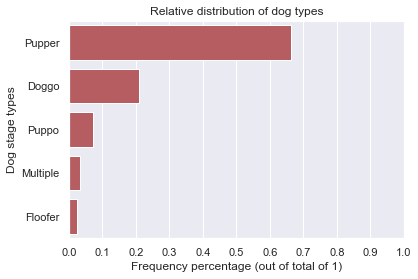 Relative distribution of dog types
Dog stage types
Pupper
Doggo
Puppo
Multiple
Floofer
0.0 0.1 0.2 0.3 0.4 0.5 0.6 0.7 0.8 0.9 1.0
Frequency percentage (out of total of 1)